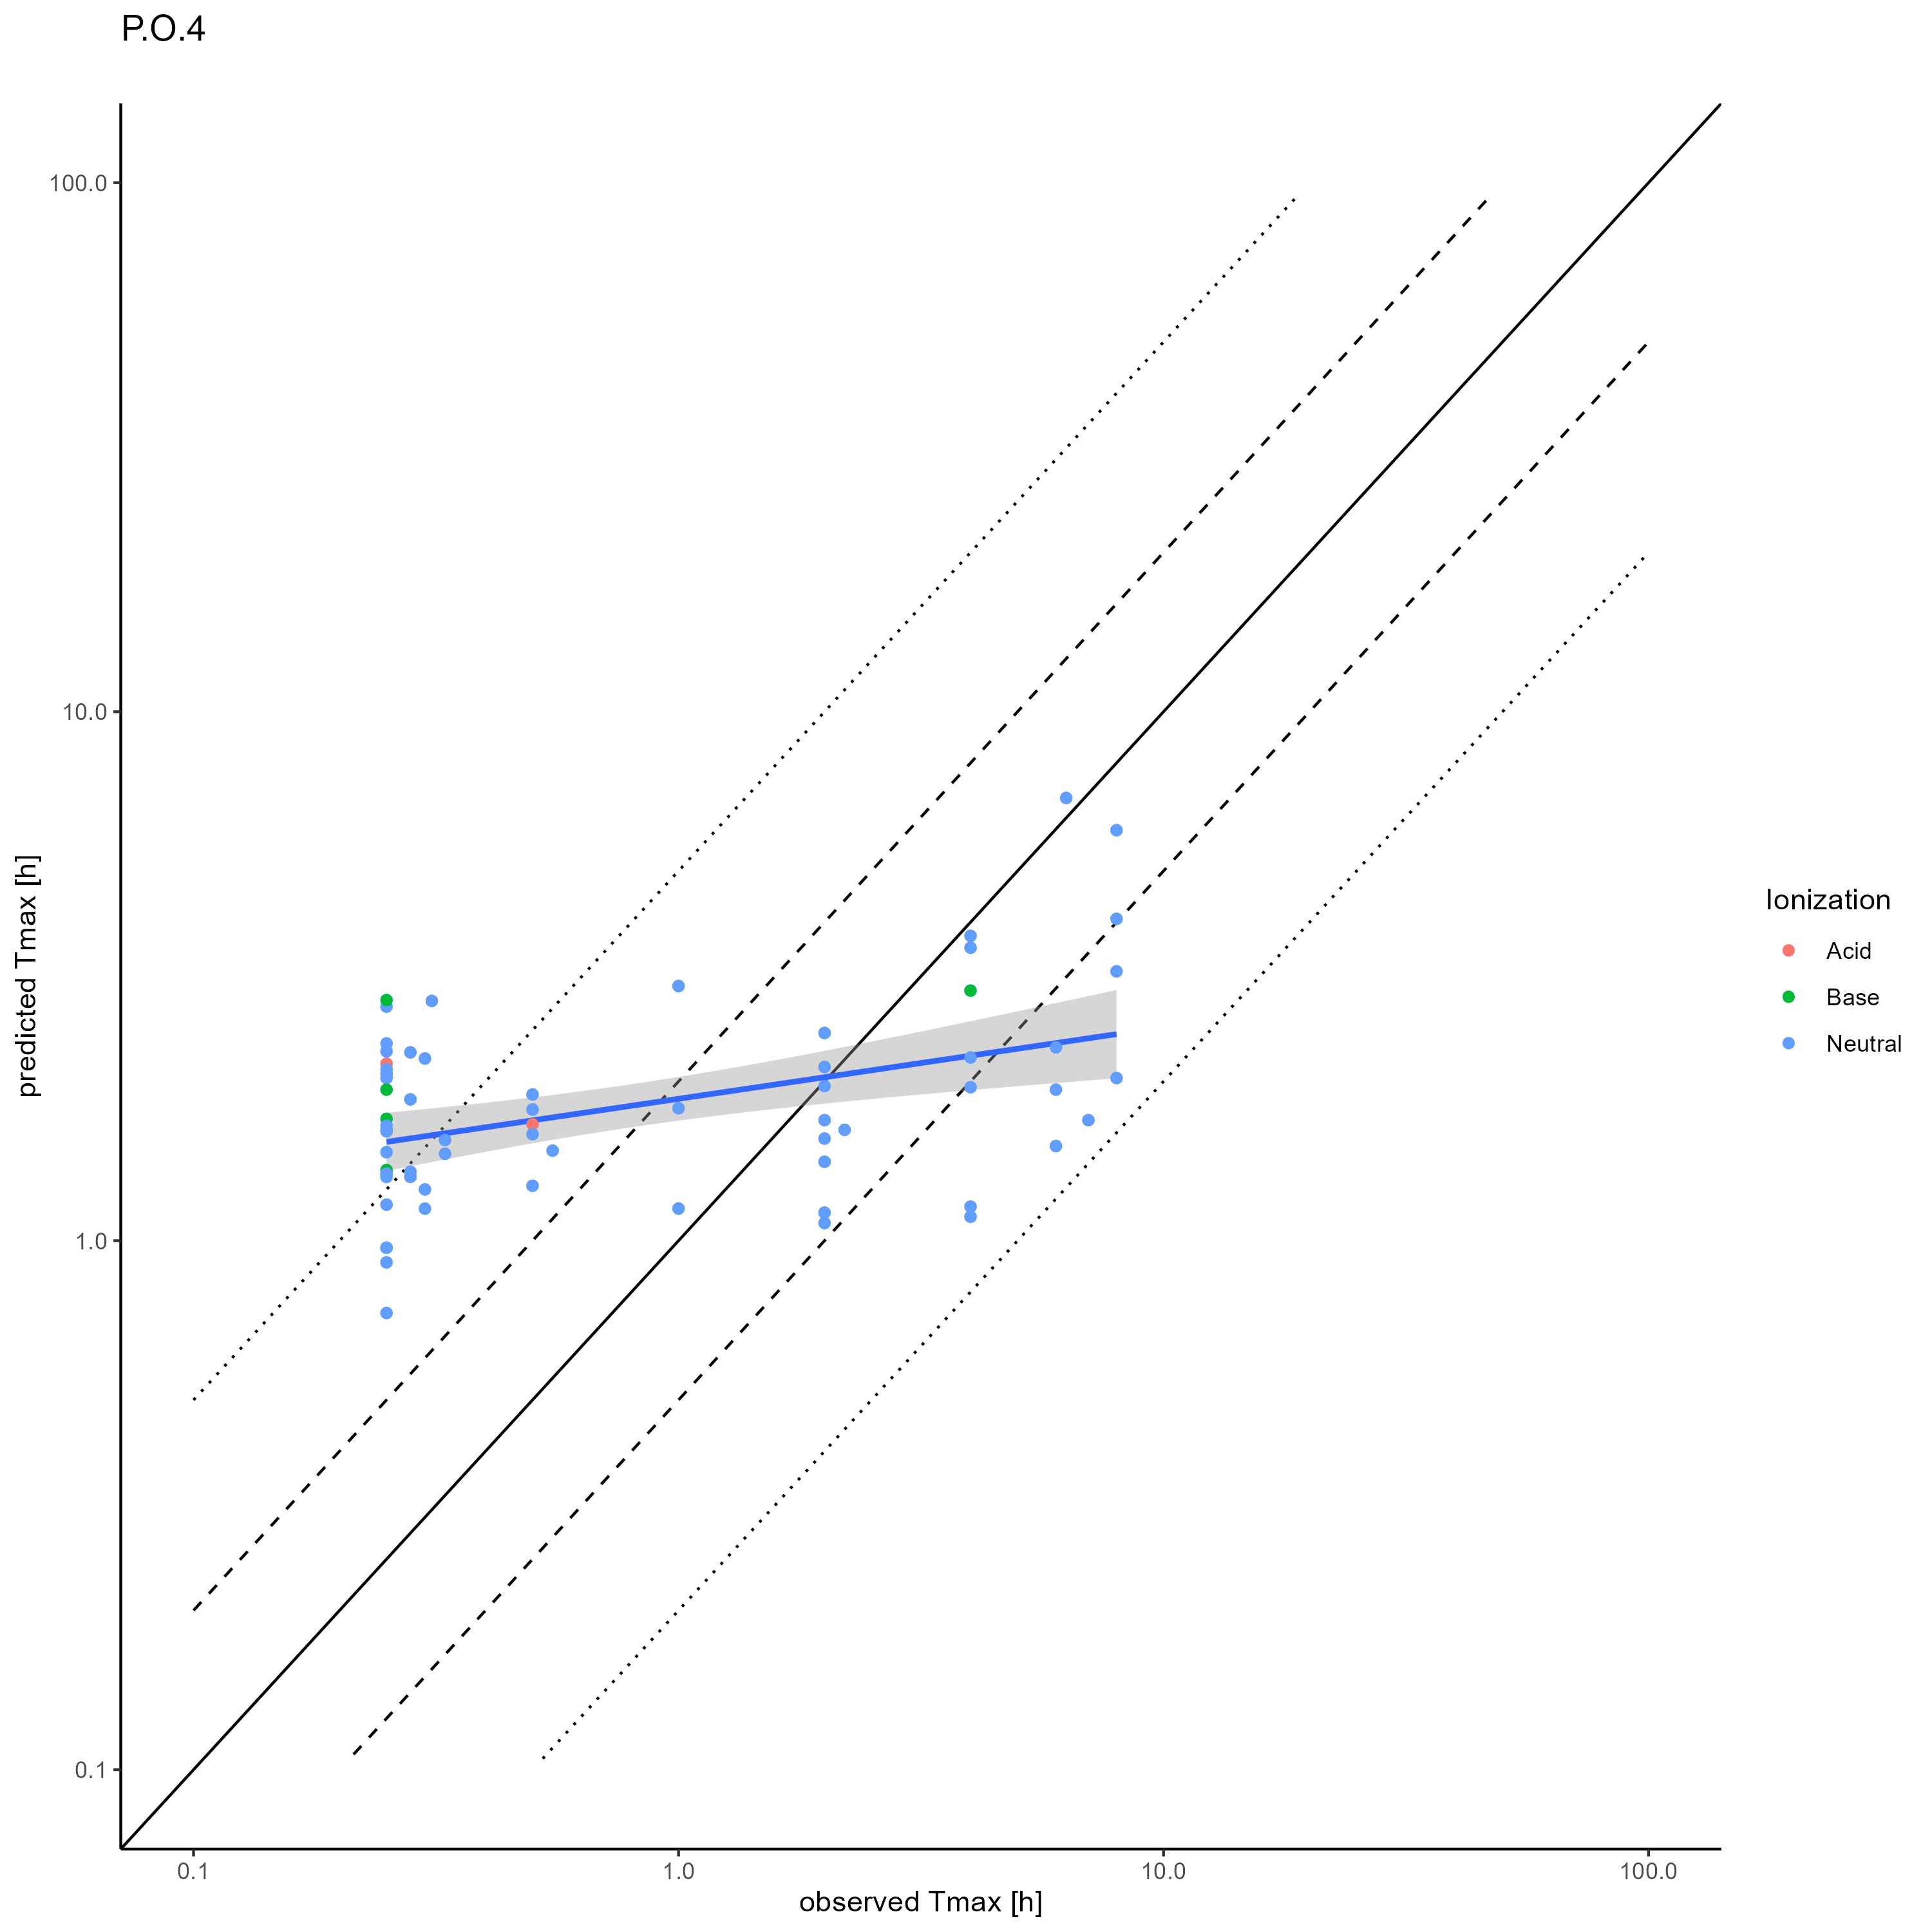 P.O.4
100.0
10.0
1.0
0.1
predicted Tmax [h]
0.1
1.0
10.0
100.0
observed Tmax [h]
Ionization
Acid
Base
Neutral